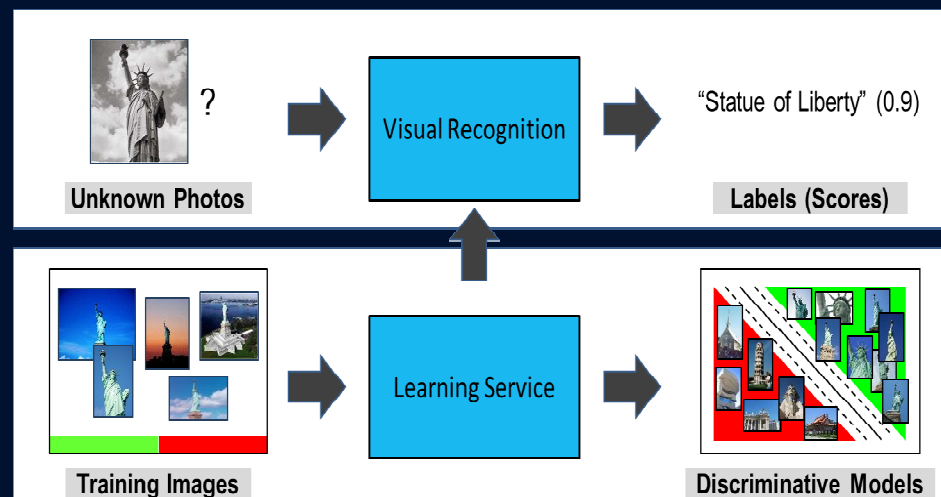 ?
Visual Recognition
“Statue of Liberty” (0.9)
Unknown Photos
Labels (Scores)
Learning Service
Training Images
Discriminative Models